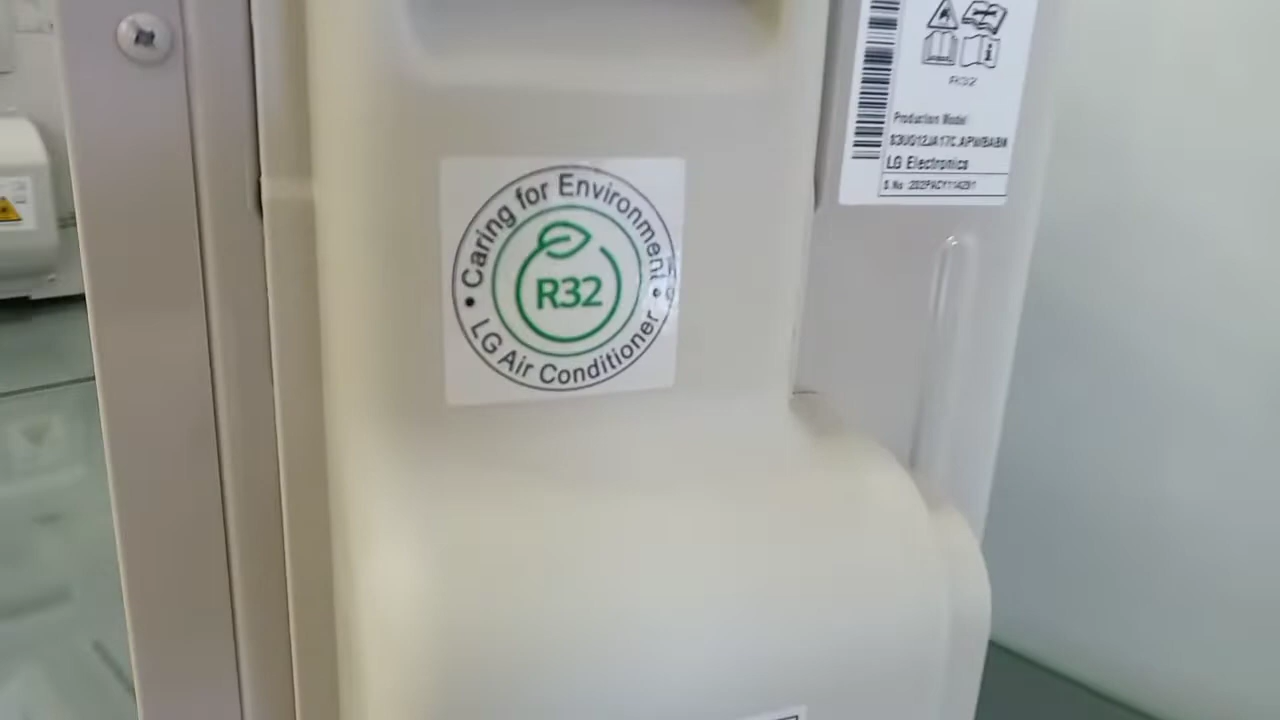 Caring for Environment
R32
• LG Air Conditioner •
R32
Production Model
LG Electronics